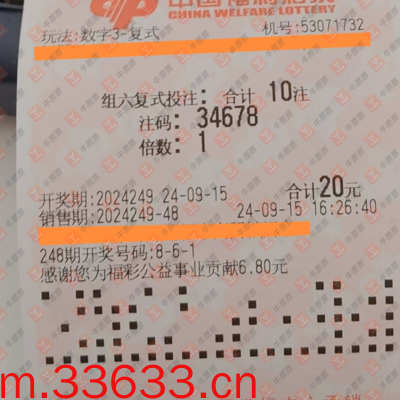 中国福利彩票
CHINA WELFARE LOTTERY
玩法:数字3-复式 机号:53071732
组六复式投注: 合计 10注
注码: 34678
倍数: 1
开奖期:2024249 24-09-15 合计20元
销售期:2024249-48 24-09-15 16:26:40
248期开奖号码:8-6-1
感谢您为福彩公益事业贡献6.80元
m.33633.cn